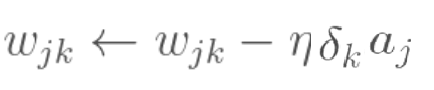 w_{jk} ← w_{jk} − ηδ_k a_j